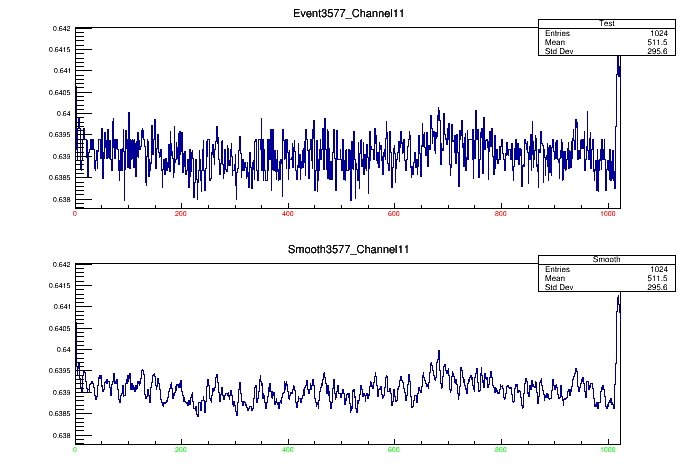 Event3577_Channel11
Test
Entries 1024
Mean 511.5
Std Dev 295.6
0.642
0.6415
0.641
0.6405
0.64
0.6395
0.639
0.6385
0.638
0 200 400 600 800 1000
Smooth3577_Channel11
Smooth
Entries 1024
Mean 511.5
Std Dev 295.6
0.642
0.6415
0.641
0.6405
0.64
0.6395
0.639
0.6385
0.638
0 200 400 600 800 1000